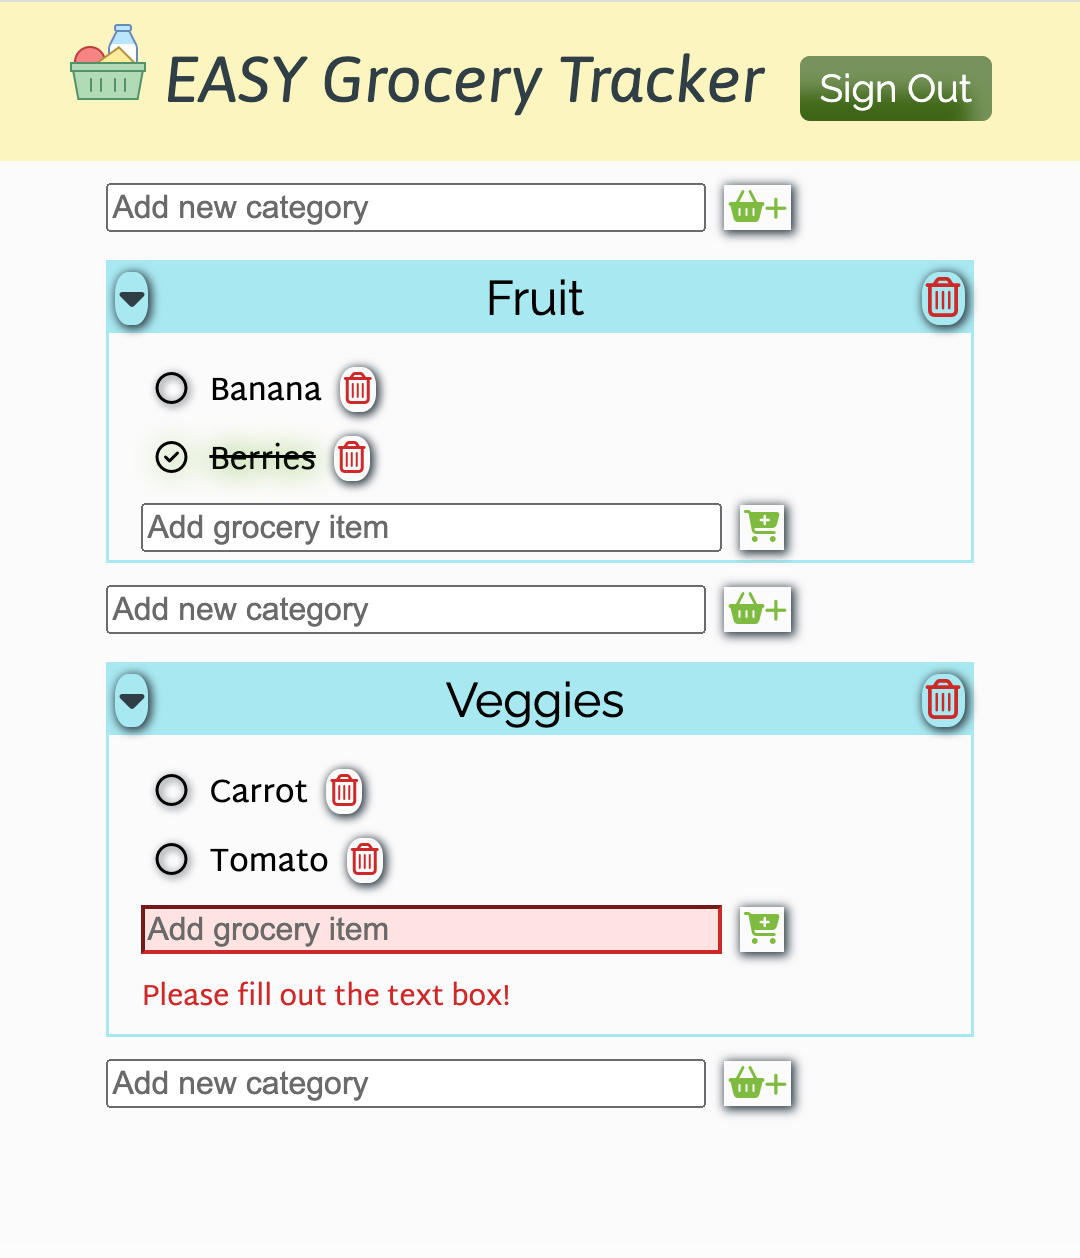 EASY Grocery Tracker
Sign Out
Add new category
Fruit
Banana
Berries
Add grocery item
Add new category
Veggies
Carrot
Tomato
Add grocery item
Please fill out the text box!
Add new category